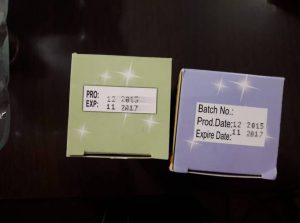 PRO: 12 2015
EXP: 11 2017
Batch No.:
Prod.Date: 12 2015
Expire Date: 11 2017